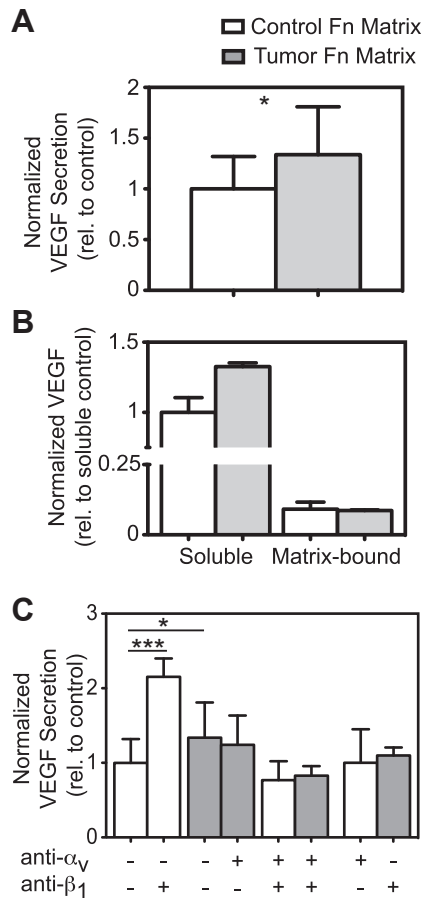 A
Control Fn Matrix
Tumor Fn Matrix
Normalized
VEGF Secretion
(rel. to control)
2
1.5
1
0.5
0
*
B
Normalized VEGF
(rel. to soluble control)
1.5
1
0.25
0
Soluble Matrix-bound
C
Normalized
VEGF Secretion
(rel. to control)
3
2
1
0
*
***
anti-αv - - - + + + + -
anti-β1 - + - - + + - +